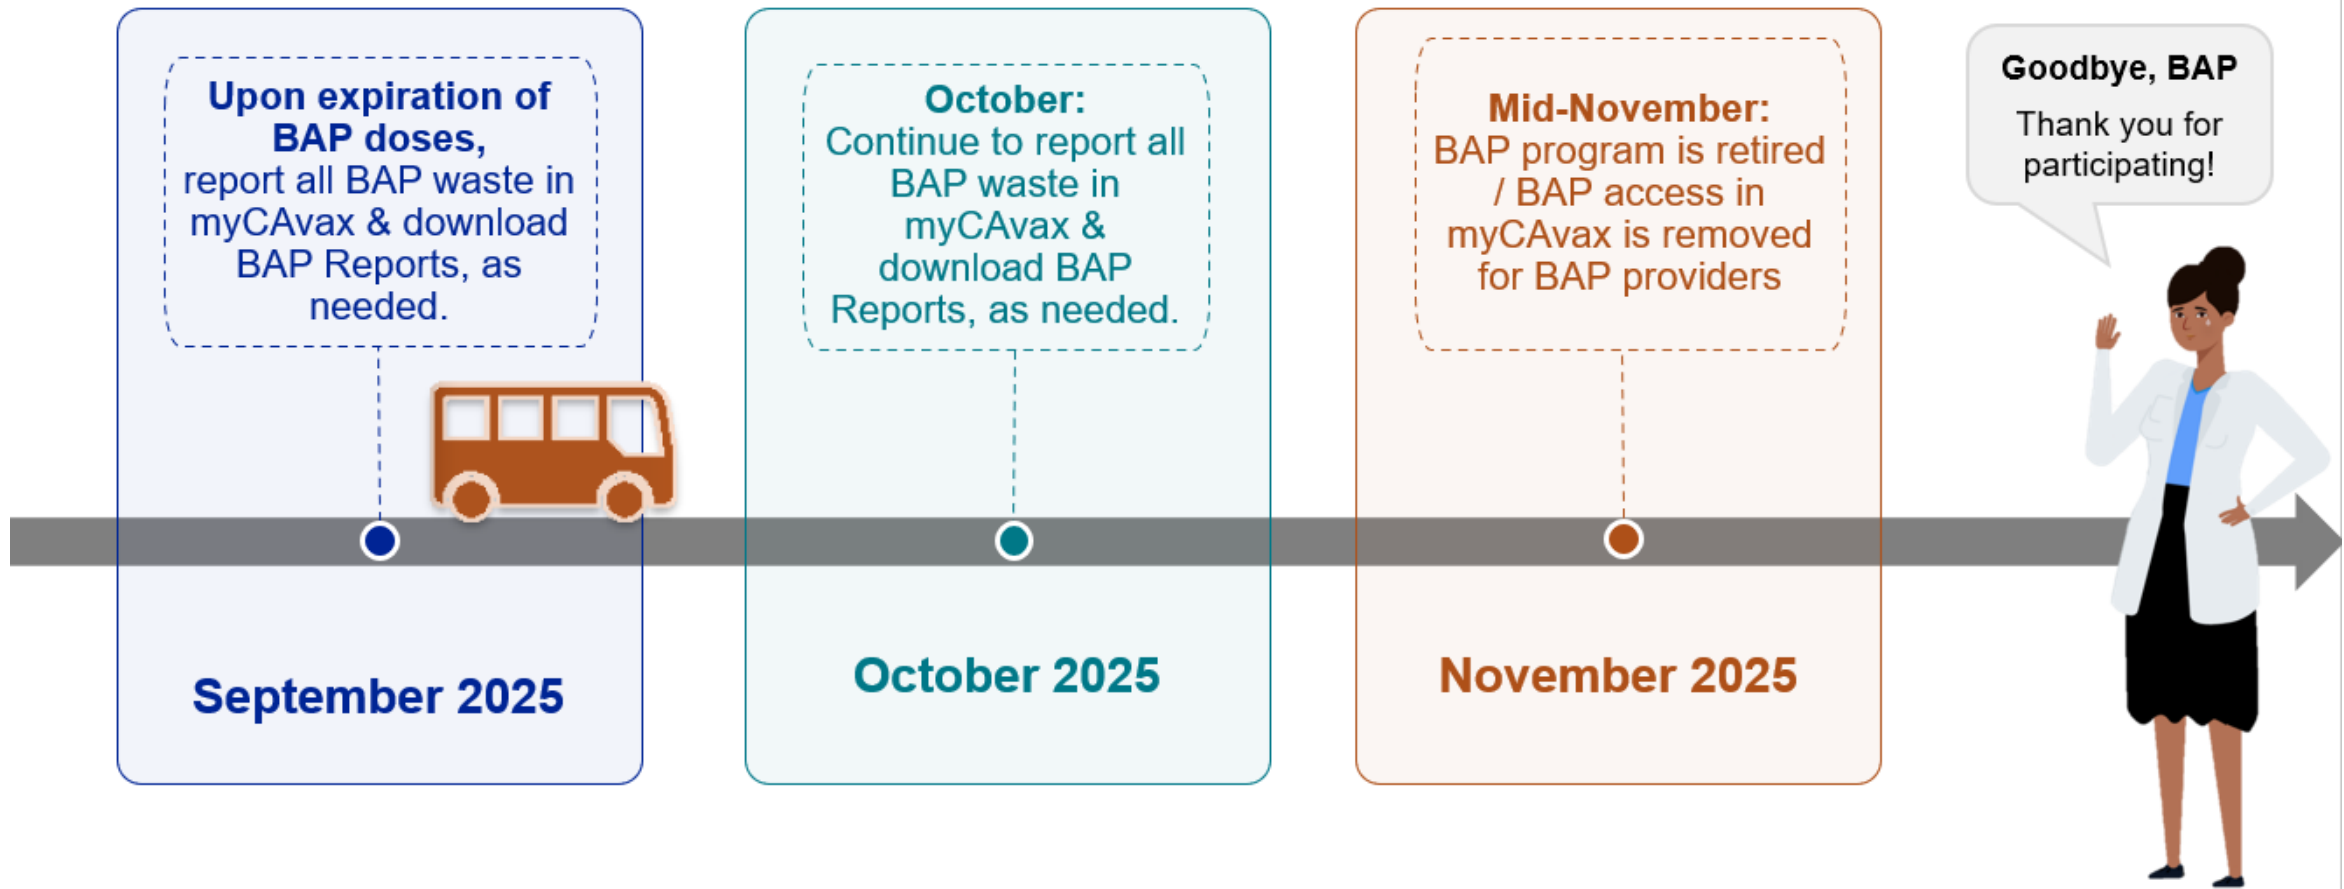 Upon expiration of
BAP doses,
report all BAP waste in
myCAvax & download
BAP Reports, as
needed.
September 2025
October:
Continue to report all
BAP waste in
myCAvax &
download BAP
Reports, as needed.
October 2025
Mid-November:
BAP program is retired
/ BAP access in
myCAvax is removed
for BAP providers
November 2025
Goodbye, BAP
Thank you for
participating!